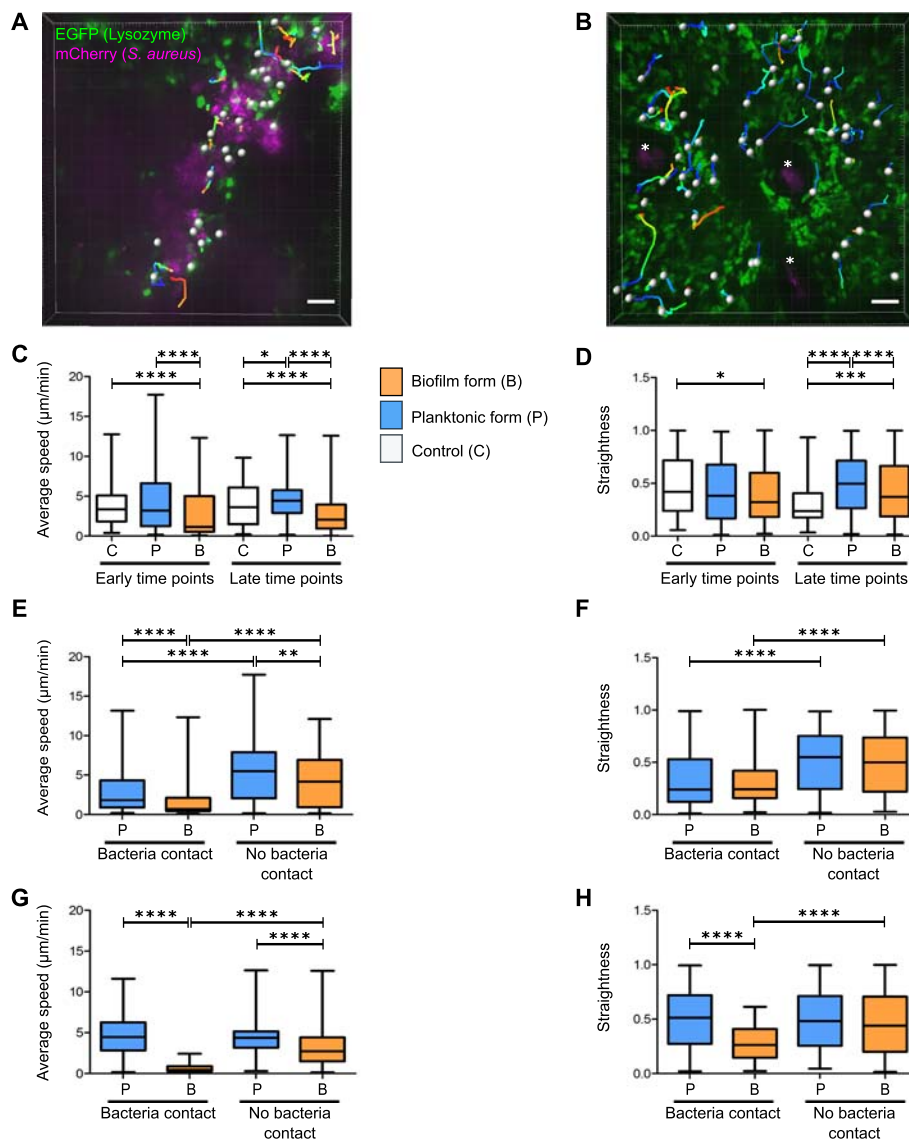 A
EGFP (Lysozyme)
mCherry (S. aureus)
B
*
*
*
C
**** * ****
**** ****
20
15
10
5
0
Average speed (µm/min)
C P B C P B
Early time points Late time points
Biofilm form (B)
Planktonic form (P)
Control (C)
D
**** ****
* ***
1.5
1.0
0.5
0.0
Straightness
C P B C P B
Early time points Late time points
E
**** ****
**** **
20
15
10
5
0
Average speed (µm/min)
P B P B
Bacteria contact No bacteria
contact
F
****
****
1.5
1.0
0.5
0.0
Straightness
P B P B
Bacteria contact No bacteria
contact
G
**** ****
****
20
15
10
5
0
Average speed (µm/min)
P B P B
Bacteria contact No bacteria
contact
H
****
****
1.5
1.0
0.5
0.0
Straightness
P B P B
Bacteria contact No bacteria
contact